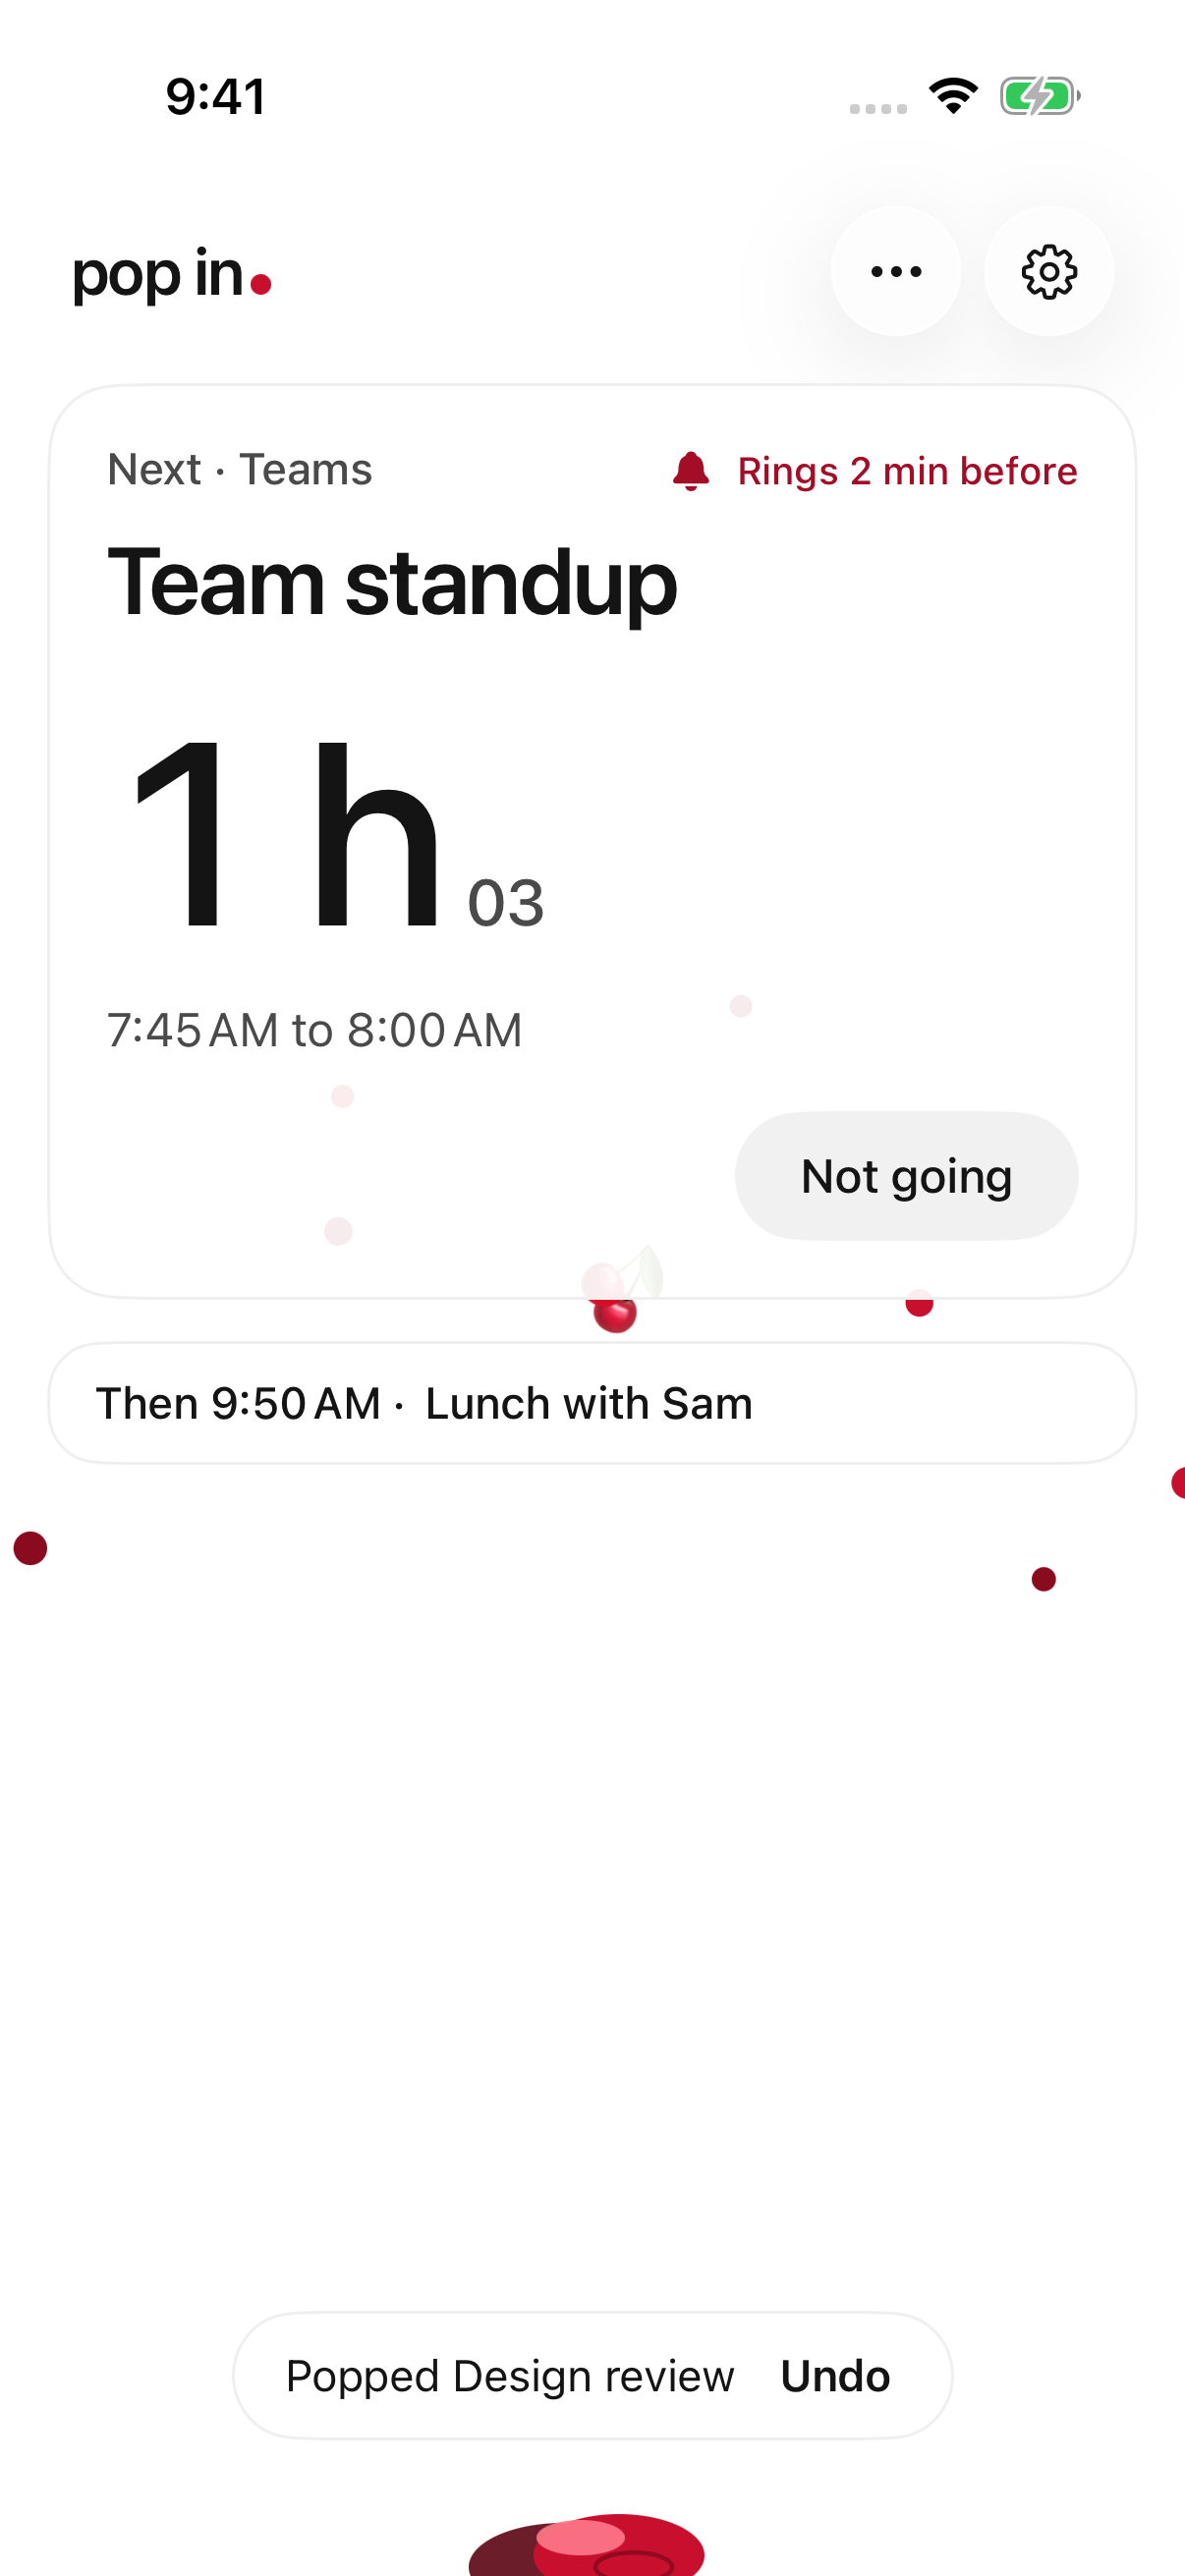 9:41
pop in
Next · Teams
Rings 2 min before
Team standup
1 h 03
7:45 AM to 8:00 AM
Not going
Then 9:50 AM · Lunch with Sam
Popped Design review Undo